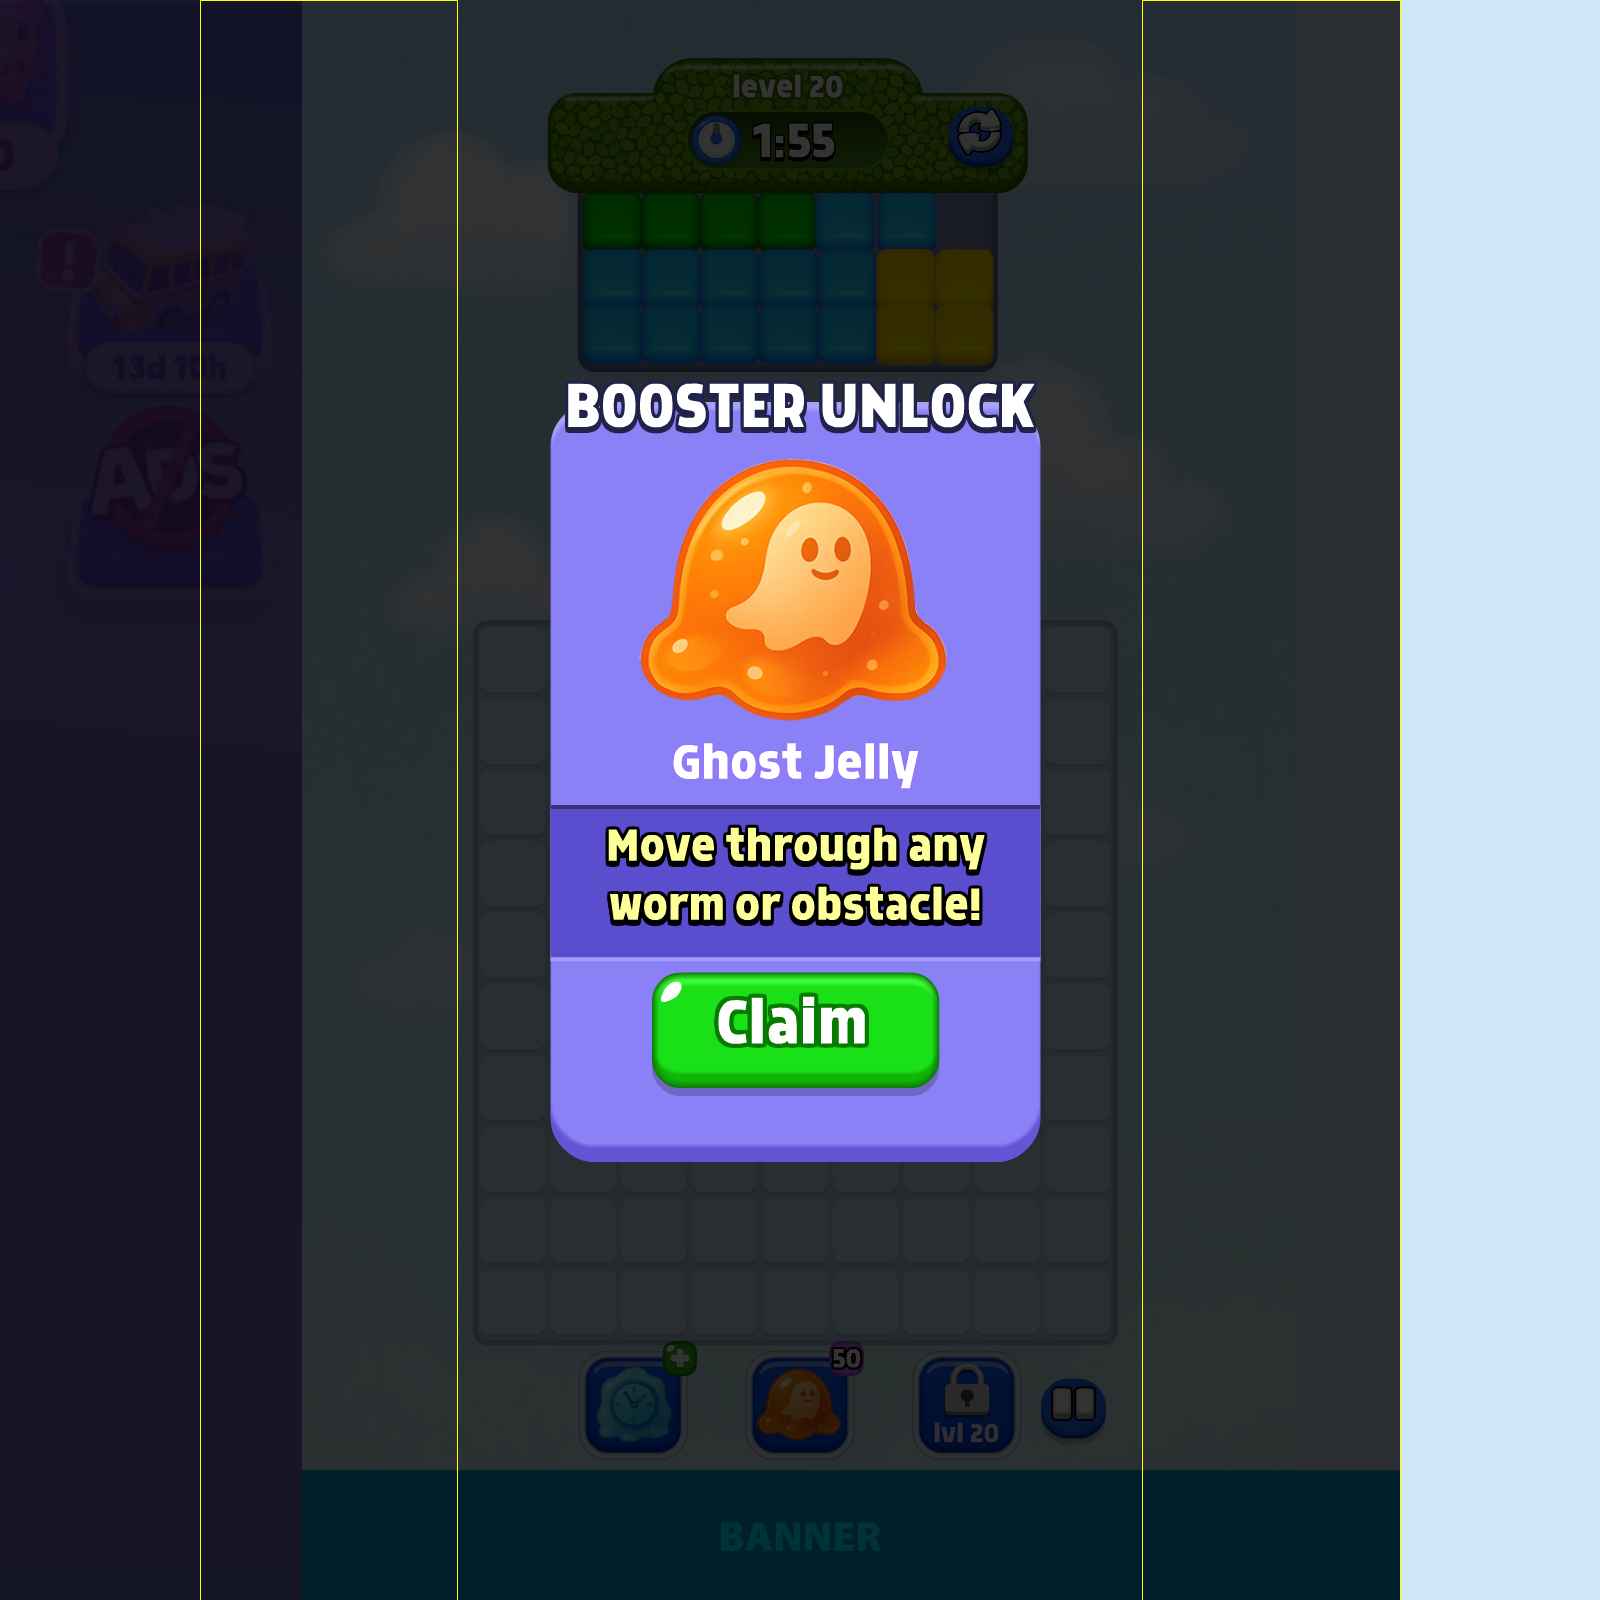 level 20
1:55
0
!
13d 10h
ADS
BOOSTER UNLOCK
Ghost Jelly
Move through any
worm or obstacle!
Claim
50
lvl 20
BANNER